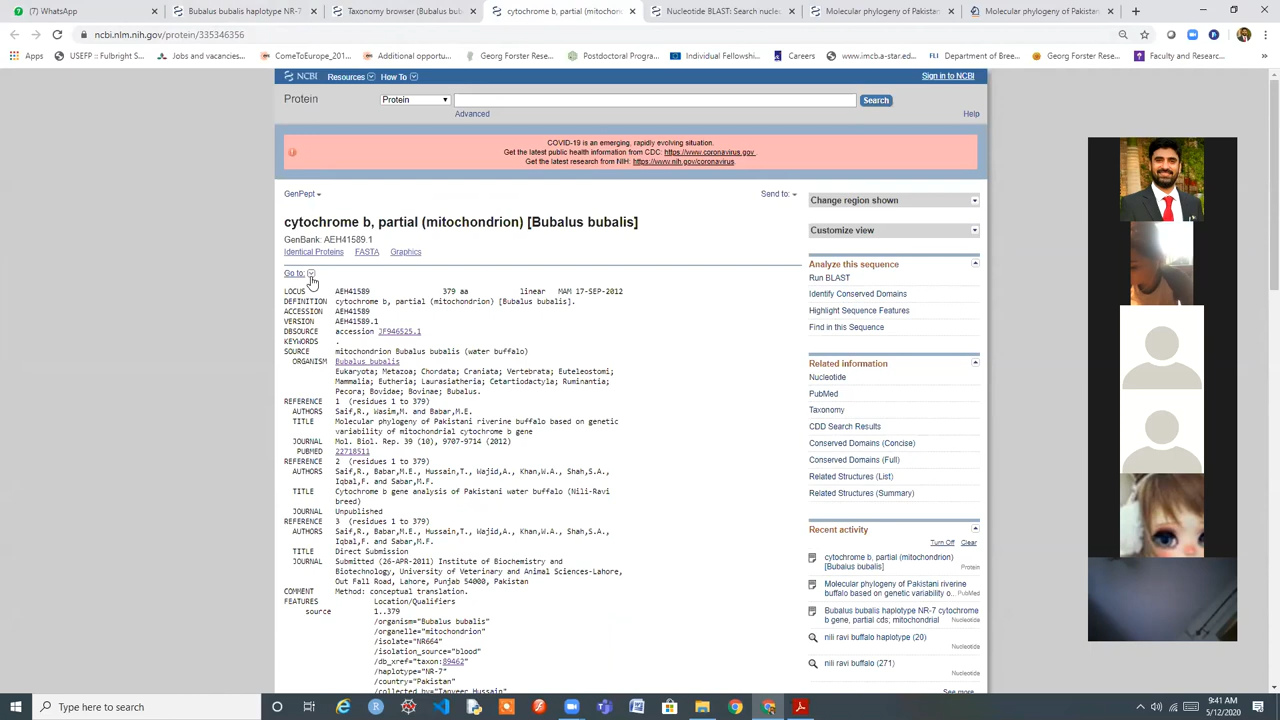 (7) WhatsApp
Bubalus bubalis haplotype NR-7
Taxonomy browser (Bubalus bub
cytochrome b, partial (mitochon
Nucleotide BLAST: Search nucle
Molecular phylogeny of Pakistan
Molecular phylogeny of Pakistan
ncbi.nlm.nih.gov/protein/335346356
Apps
USEFP :: Fulbright S...
Jobs and vacancies...
ComeToEurope_201...
Additional opportu...
Georg Forster Rese...
Postdoctoral Progra...
Individual Fellowshi...
Careers
www.imcb.a-star.ed...
FLI
Department of Bree...
Georg Forster Rese...
Faculty and Researc...
NCBI
Resources
How To
Sign in to NCBI
Protein
Protein
Search
Advanced
Help
COVID-19 is an emerging, rapidly evolving situation.
Get the latest public health information from CDC: https://www.coronavirus.gov .
Get the latest research from NIH: https://www.nih.gov/coronavirus.
GenPept
Send to:
cytochrome b, partial (mitochondrion) [Bubalus bubalis]
GenBank: AEH41589.1
Identical Proteins FASTA Graphics
Go to:
LOCUS AEH41589 379 aa linear MAM 17-SEP-2012
DEFINITION cytochrome b, partial (mitochondrion) [Bubalus bubalis].
ACCESSION AEH41589
VERSION AEH41589.1
DBSOURCE accession JF946525.1
KEYWORDS .
SOURCE mitochondrion Bubalus bubalis (water buffalo)
ORGANISM Bubalus bubalis
Eukaryota; Metazoa; Chordata; Craniata; Vertebrata; Euteleostomi;
Mammalia; Eutheria; Laurasiatheria; Cetartiodactyla; Ruminantia;
Pecora; Bovidae; Bovinae; Bubalus.
REFERENCE 1 (residues 1 to 379)
AUTHORS Saif,R., Wasim,M. and Babar,M.E.
TITLE Molecular phylogeny of Pakistani riverine buffalo based on genetic
variability of mitochondrial cytochrome b gene
JOURNAL Mol. Biol. Rep. 39 (10), 9707-9714 (2012)
PUBMED 22718511
REFERENCE 2 (residues 1 to 379)
AUTHORS Saif,R., Babar,M.E., Hussain,T., Wajid,A., Khan,W.A., Shah,S.A.,
Iqbal,F. and Sabar,M.F.
TITLE Cytochrome b gene analysis of Pakistani water buffalo (Nili-Ravi
breed)
JOURNAL Unpublished
REFERENCE 3 (residues 1 to 379)
AUTHORS Saif,R., Babar,M.E., Hussain,T., Wajid,A., Khan,W.A., Shah,S.A.,
Iqbal,F. and Sabar,M.F.
TITLE Direct Submission
JOURNAL Submitted (26-APR-2011) Institute of Biochemistry and
Biotechnology, University of Veterinary and Animal Sciences-Lahore,
Out Fall Road, Lahore, Punjab 54000, Pakistan
COMMENT Method: conceptual translation.
FEATURES Location/Qualifiers
source 1..379
/organism="Bubalus bubalis"
/organelle="mitochondrion"
/isolate="NR664"
/isolation_source="blood"
/db_xref="taxon:89462"
/haplotype="NR-7"
/country="Pakistan"
/collected_by="Tanveer Hussain"
Change region shown
Customize view
Analyze this sequence
Run BLAST
Identify Conserved Domains
Highlight Sequence Features
Find in this Sequence
Related information
Nucleotide
PubMed
Taxonomy
CDD Search Results
Conserved Domains (Concise)
Conserved Domains (Full)
Related Structures (List)
Related Structures (Summary)
Recent activity
Turn Off Clear
cytochrome b, partial (mitochondrion)
[Bubalus bubalis] Protein
Molecular phylogeny of Pakistani riverine
buffalo based on genetic variability o... PubMed
Bubalus bubalis haplotype NR-7 cytochrome
b gene, partial cds; mitochondrial Nucleotide
nili ravi buffalo haplotype (20)
Nucleotide
nili ravi buffalo (271)
Nucleotide
See more...
Type here to search
9:41 AM
5/12/2020